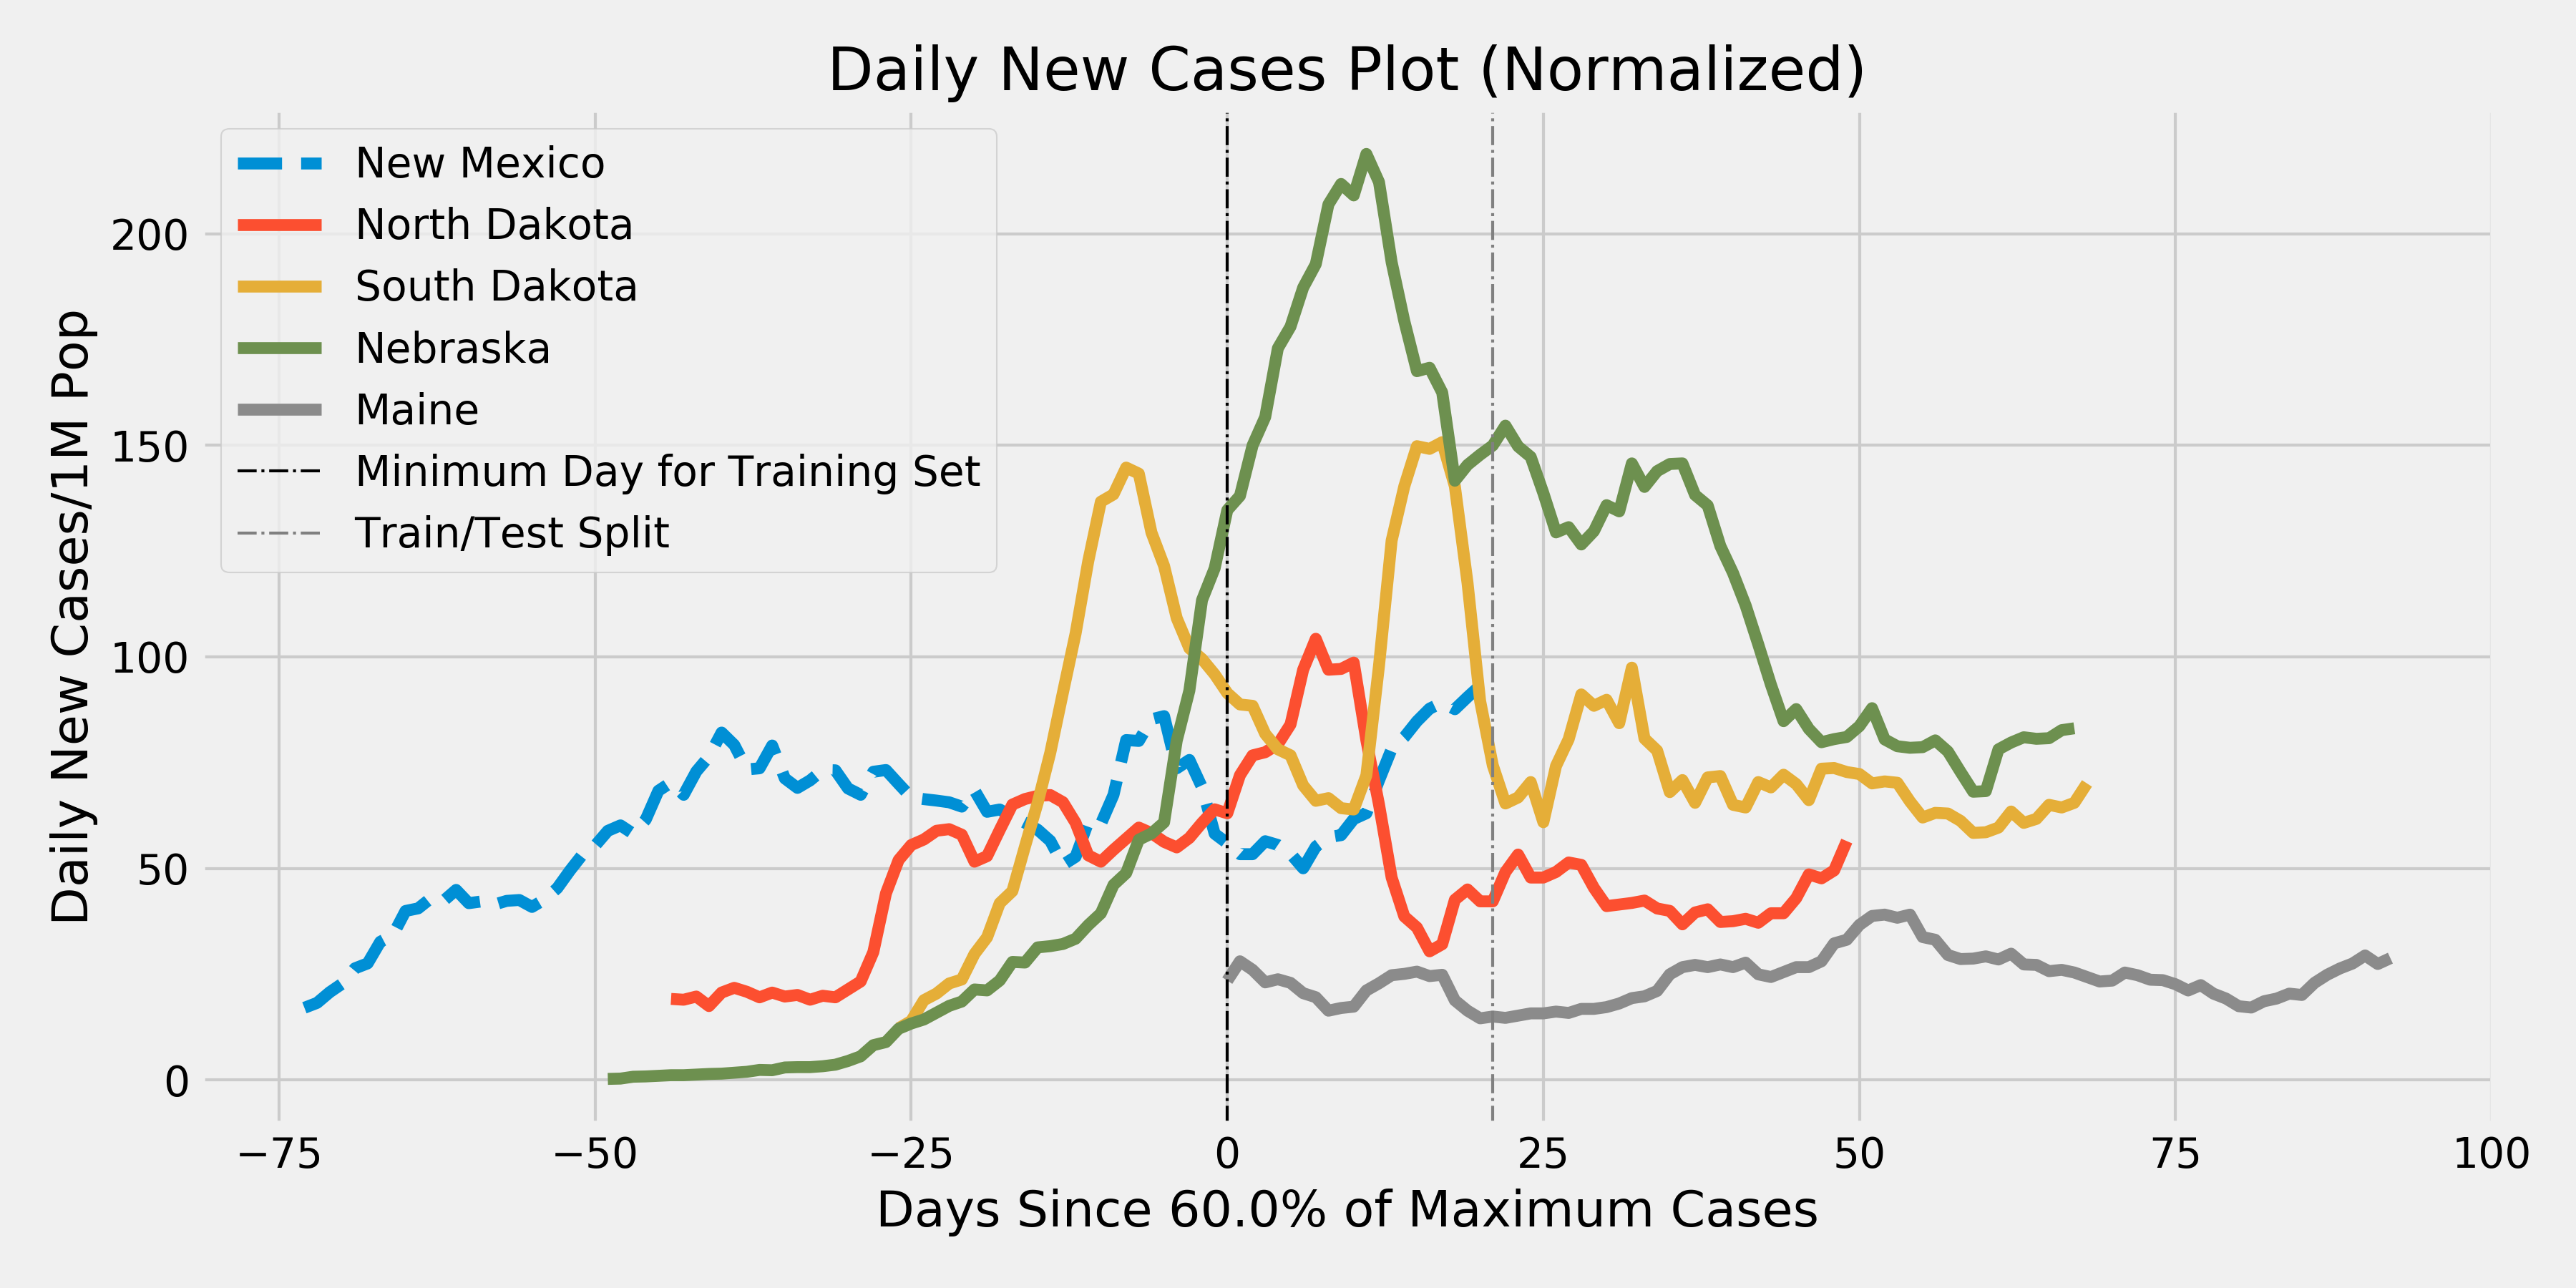 Daily New Cases Plot (Normalized)
New Mexico
North Dakota
South Dakota
Nebraska
Maine
Minimum Day for Training Set
Train/Test Split
Daily New Cases/1M Pop
200
150
100
50
0
−75 −50 −25 0 25 50 75 100
Days Since 60.0% of Maximum Cases